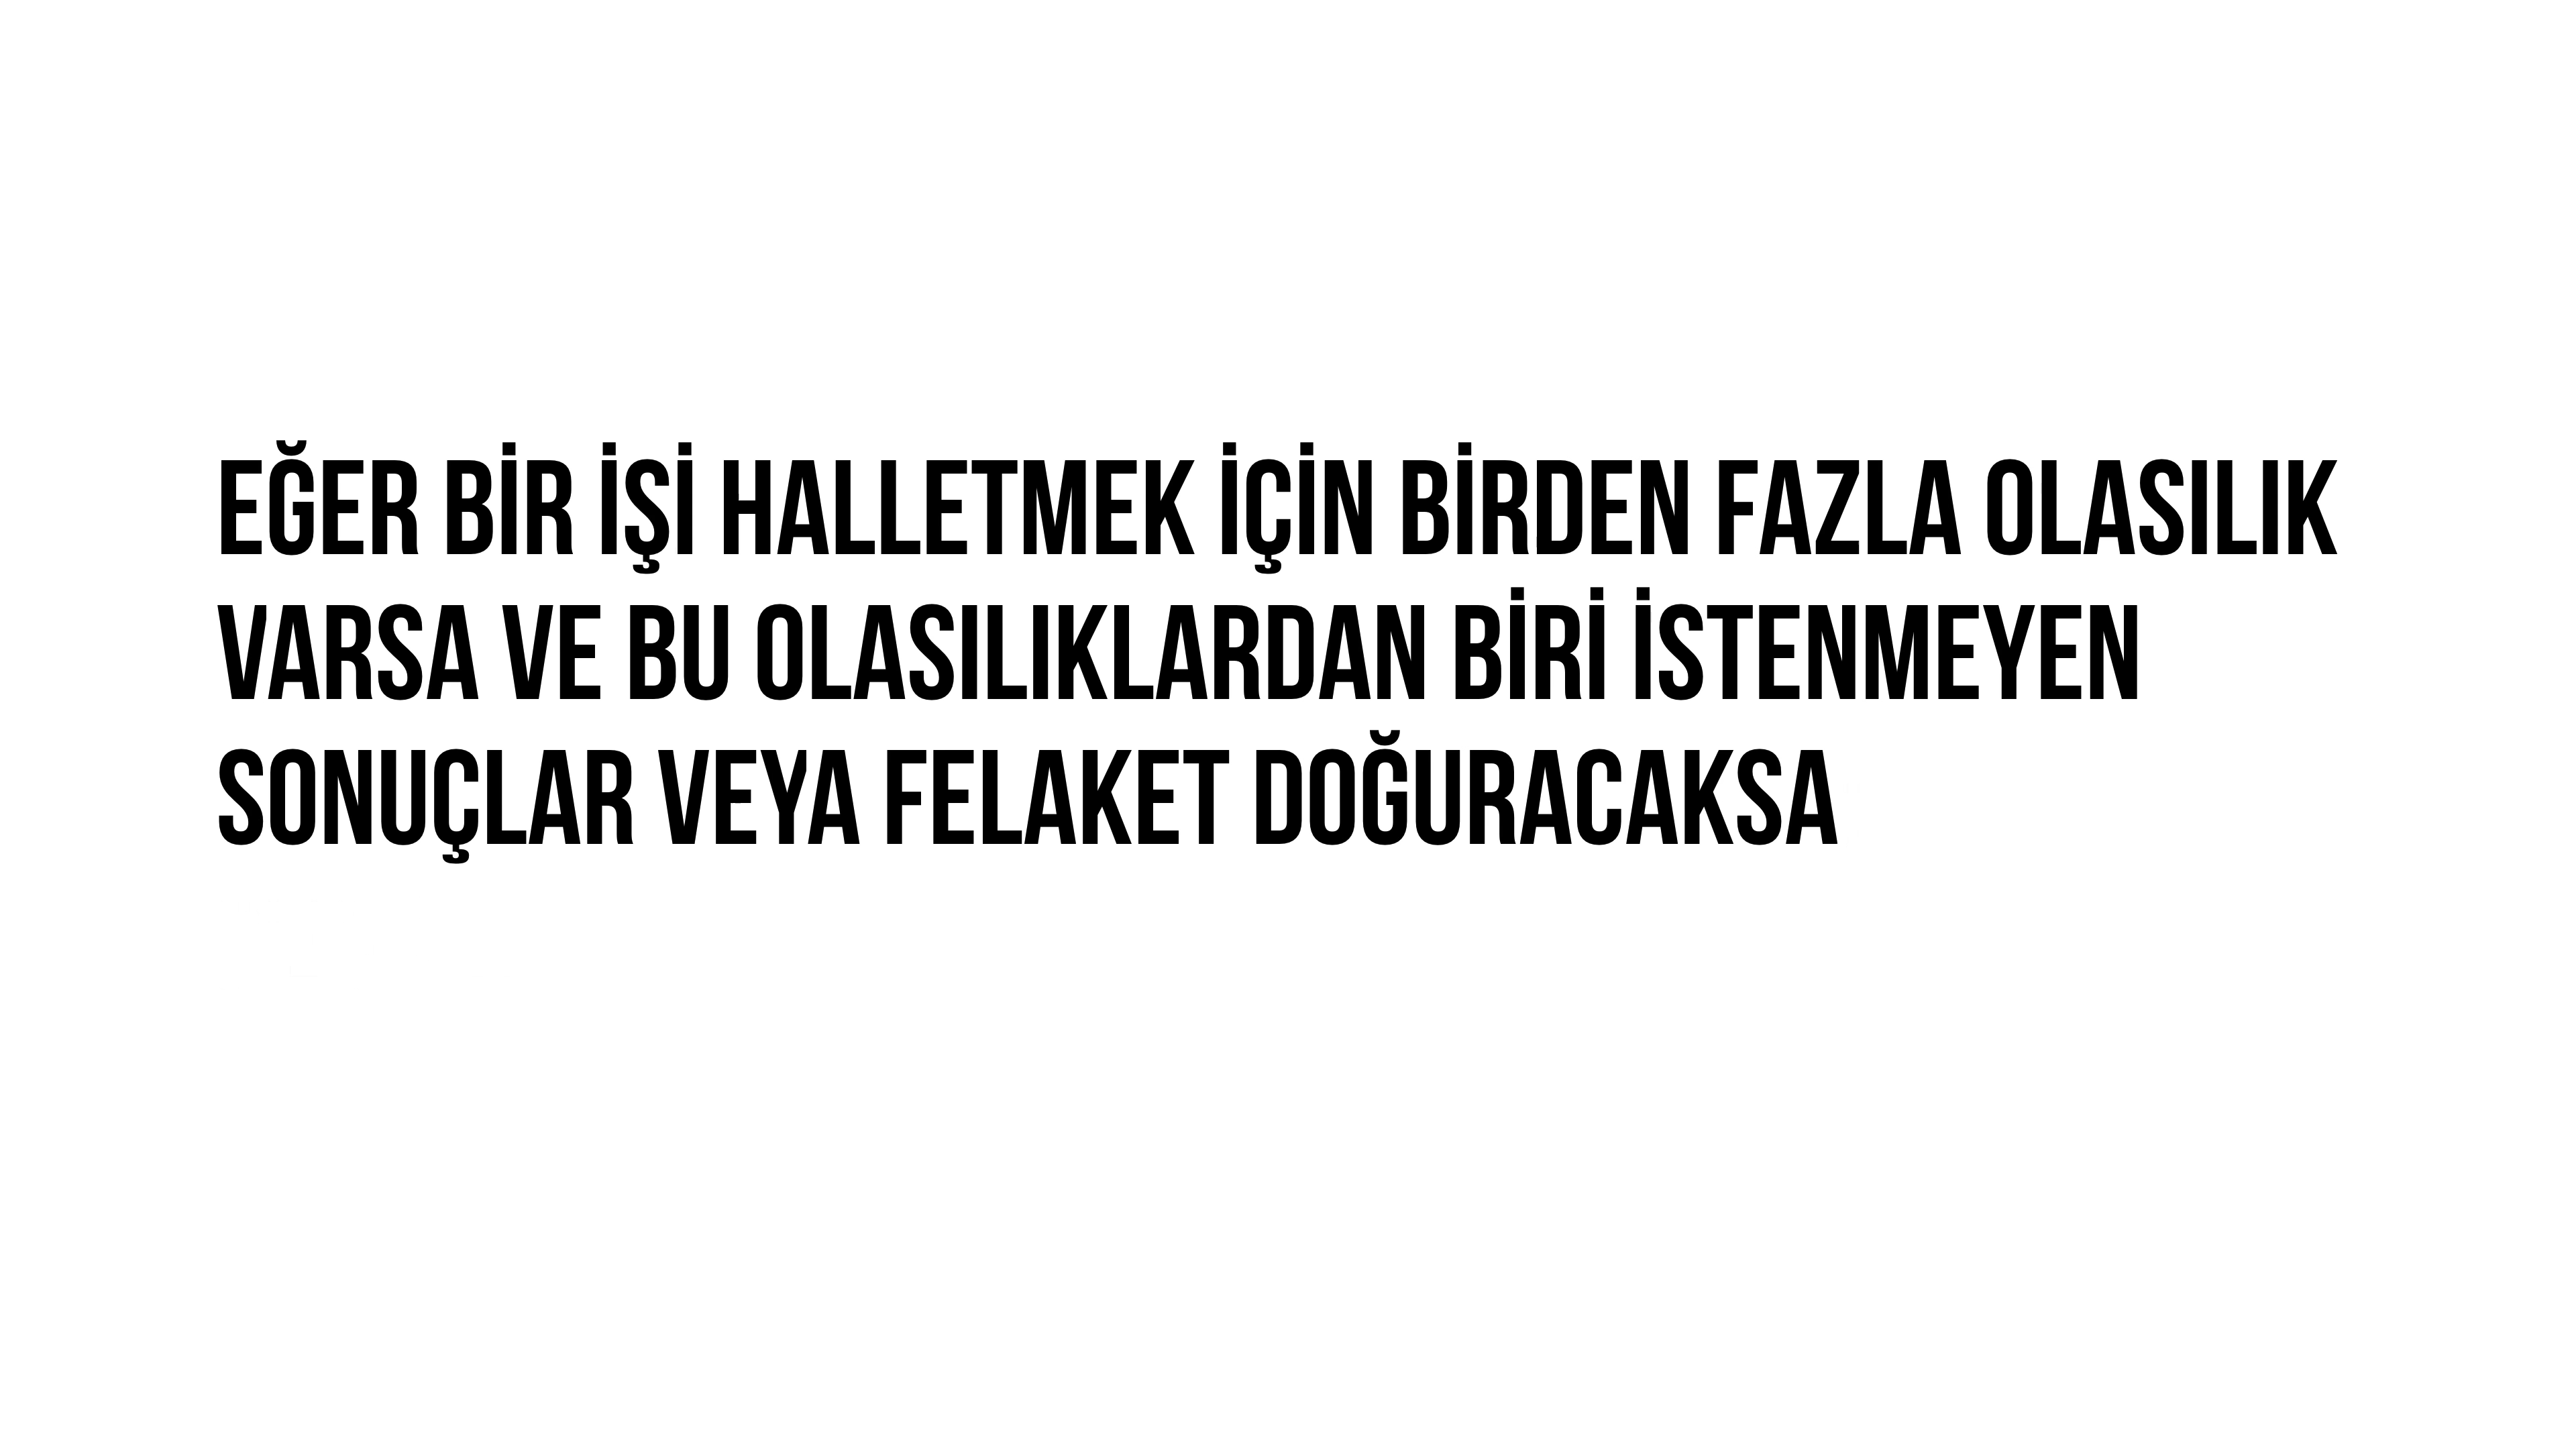 EĞER BİR İŞİ HALLETMEK İÇİN BİRDEN FAZLA OLASILIK
VARSA VE BU OLASILIKLARDAN BİRİ İSTENMEYEN
SONUÇLAR VEYA FELAKET DOĞURACAKSA